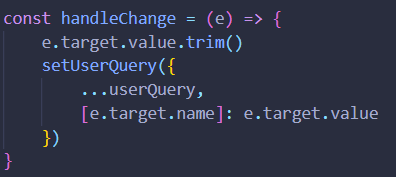 const handleChange = (e) => {
    e.target.value.trim()
    setUserQuery({
        ...userQuery,
        [e.target.name]: e.target.value
    })
}